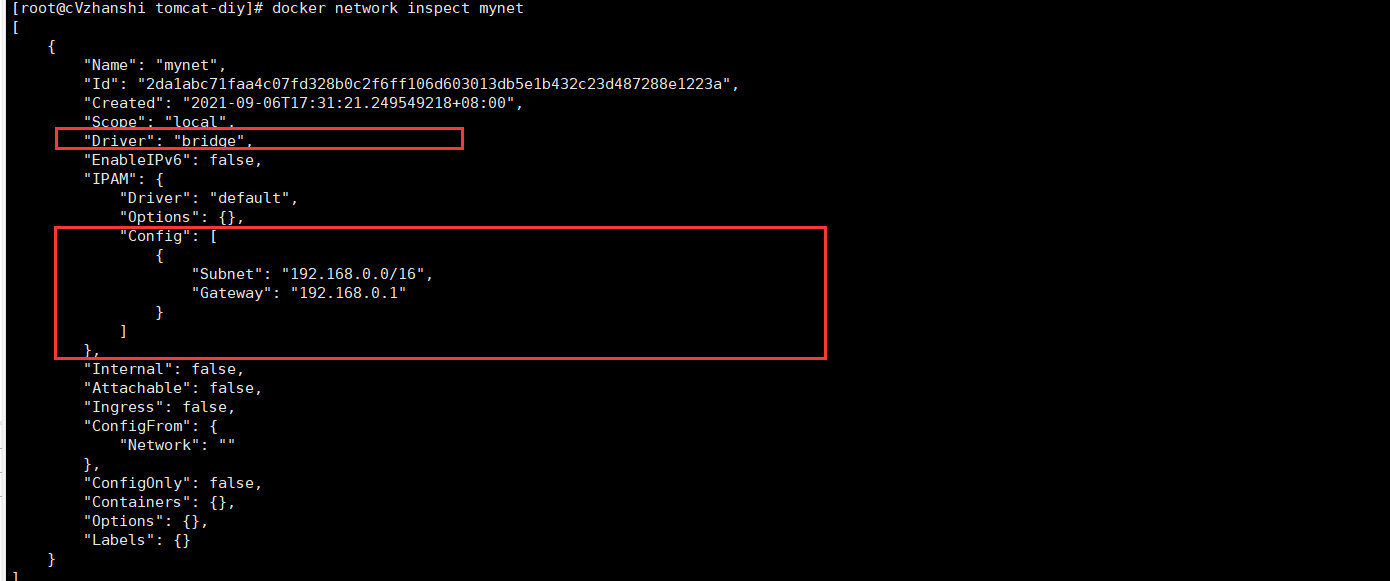 [root@cVzhanshi tomcat-diy]# docker network inspect mynet
[
    {
        "Name": "mynet",
        "Id": "2da1abc71faa4c07fd328b0c2f6ff106d603013db5e1b432c23d487288e1223a",
        "Created": "2021-09-06T17:31:21.249549218+08:00",
        "Scope": "local",
        "Driver": "bridge",
        "EnableIPv6": false,
        "IPAM": {
            "Driver": "default",
            "Options": {},
            "Config": [
                {
                    "Subnet": "192.168.0.0/16",
                    "Gateway": "192.168.0.1"
                }
            ]
        },
        "Internal": false,
        "Attachable": false,
        "Ingress": false,
        "ConfigFrom": {
            "Network": ""
        },
        "ConfigOnly": false,
        "Containers": {},
        "Options": {},
        "Labels": {}
    }
]